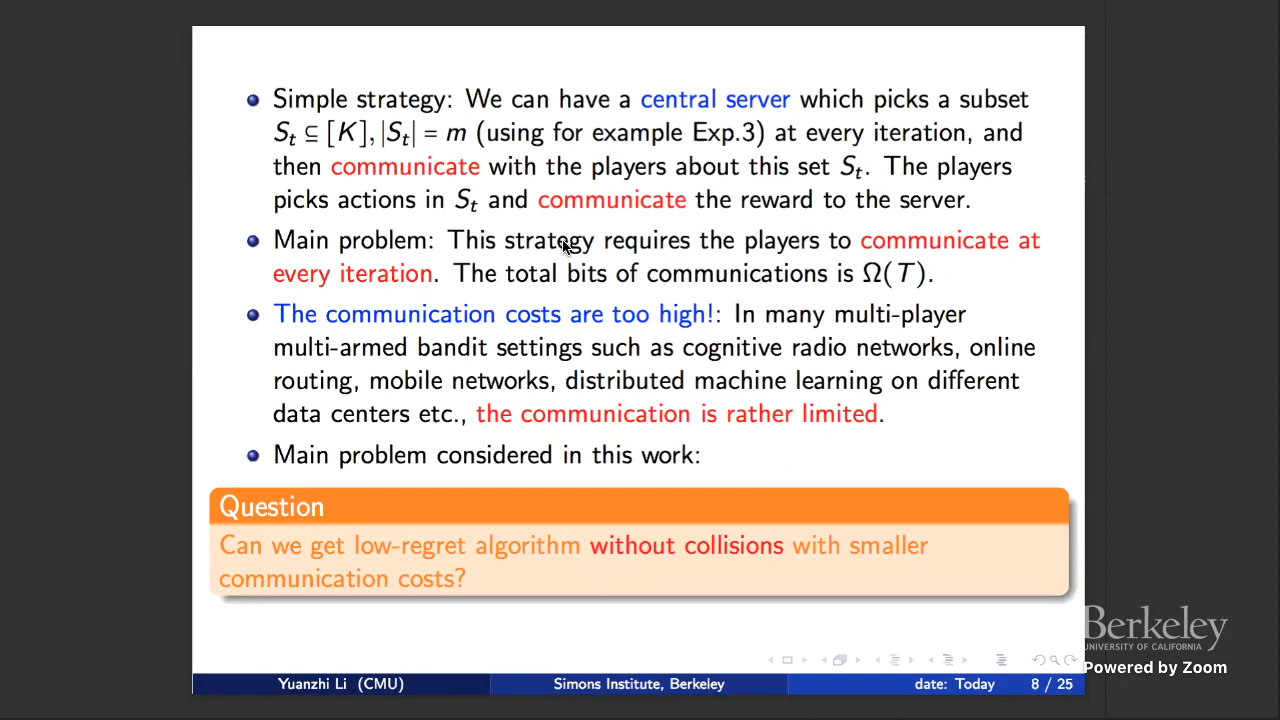 Simple strategy: We can have a central server which picks a subset
S_t ⊆ [K], |S_t| = m (using for example Exp.3) at every iteration, and
then communicate with the players about this set S_t. The players
picks actions in S_t and communicate the reward to the server.
Main problem: This strategy requires the players to communicate at
every iteration. The total bits of communications is Ω(T).
The communication costs are too high!: In many multi-player
multi-armed bandit settings such as cognitive radio networks, online
routing, mobile networks, distributed machine learning on different
data centers etc., the communication is rather limited.
Main problem considered in this work:
Question
Can we get low-regret algorithm without collisions with smaller
communication costs?
Berkeley
UNIVERSITY OF CALIFORNIA
Powered by Zoom
Yuanzhi Li (CMU) Simons Institute, Berkeley date: Today 8 / 25